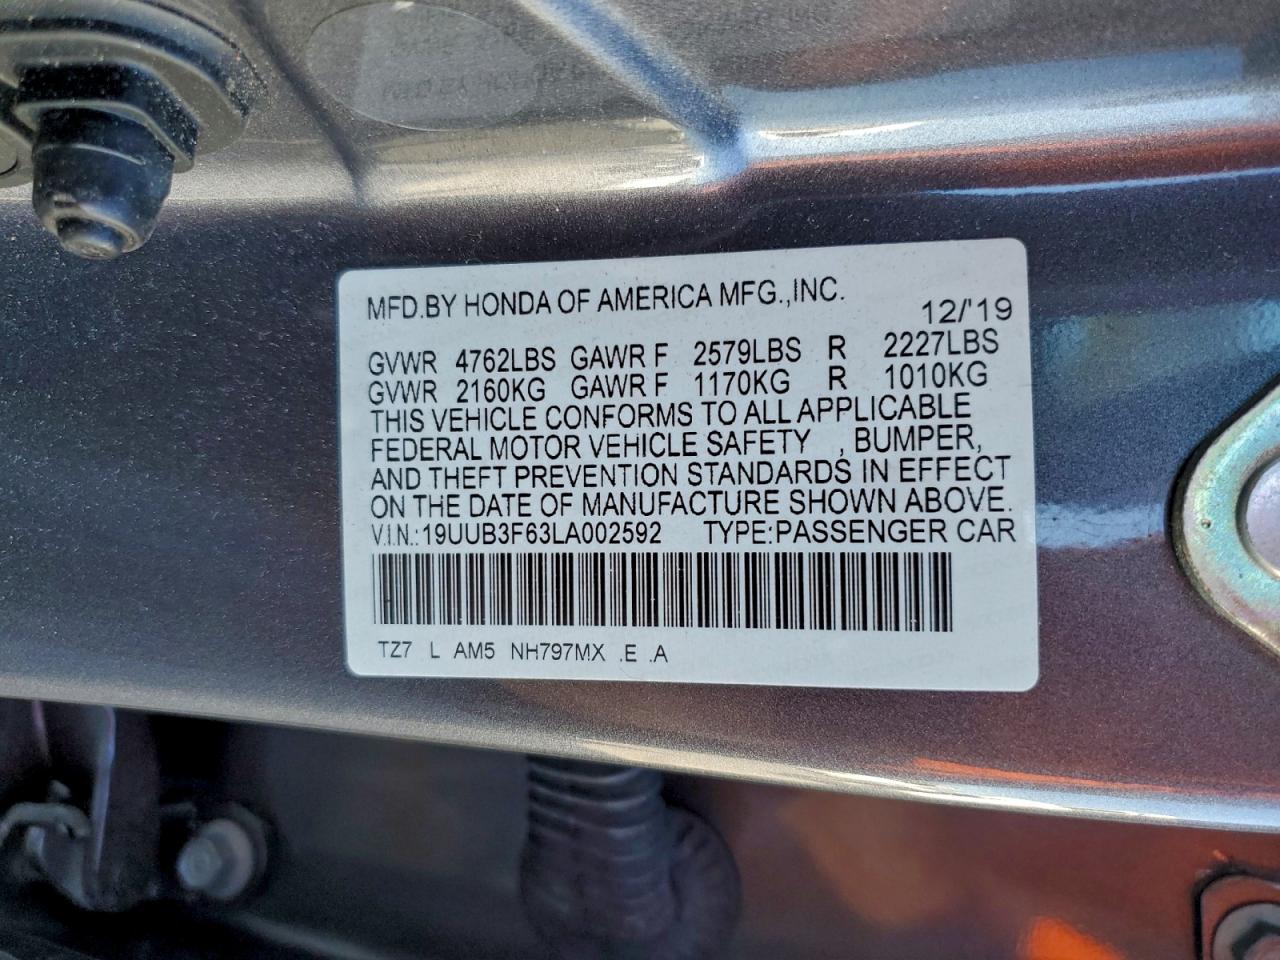 MFD.BY HONDA OF AMERICA MFG.,INC.
12/'19
GVWR 4762LBS GAWR F 2579LBS R 2227LBS
GVWR 2160KG GAWR F 1170KG R 1010KG
THIS VEHICLE CONFORMS TO ALL APPLICABLE
FEDERAL MOTOR VEHICLE SAFETY , BUMPER,
AND THEFT PREVENTION STANDARDS IN EFFECT
ON THE DATE OF MANUFACTURE SHOWN ABOVE.
V.I.N.:19UUB3F63LA002592 TYPE:PASSENGER CAR
TZ7 L AM5 NH797MX .E .A